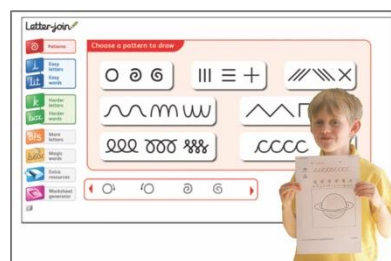 Letter-join
Patterns
Choose a pattern to draw
Easy
letters
Easy
words
Harder
letters
Harder
words
More
letters
Magic
words
Extra
resources
Worksheet
generator